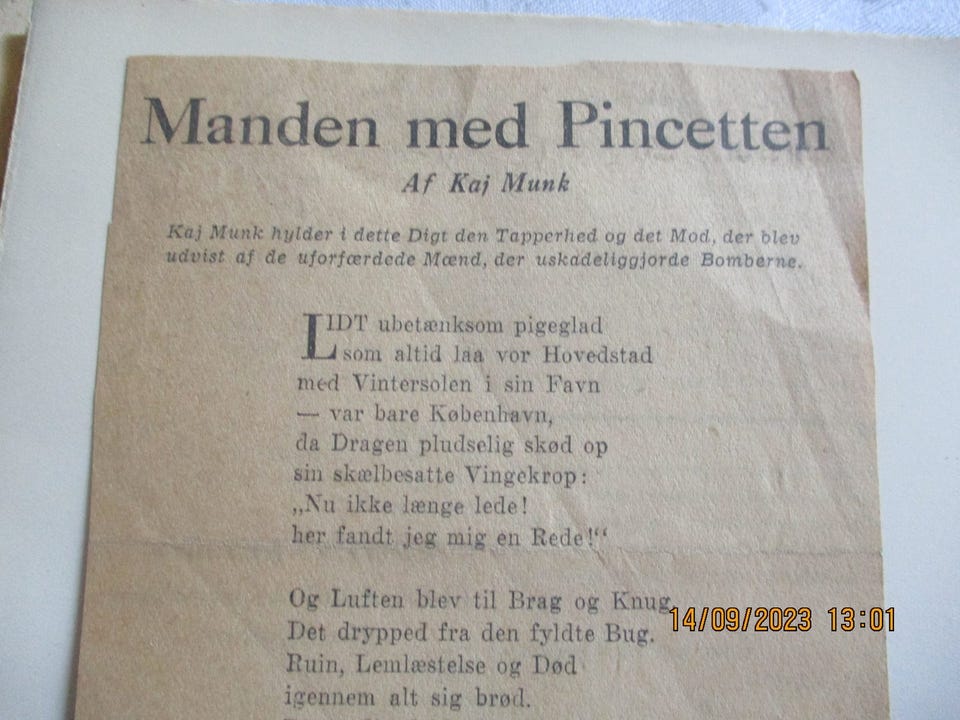 Manden med Pincetten
Af Kaj Munk
Kaj Munk hylder i dette Digt den Tapperhed og det Mod, der blev
udvist af de uforfærdede Mænd, der uskadeliggjorde Bomberne.
LIDT ubetænksom pigeglad
som altid laa vor Hovedstad
med Vintersolen i sin Favn
— var bare København,
da Dragen pludselig skød op
sin skælbesatte Vingekrop:
„Nu ikke længe lede!
her fandt jeg mig en Rede!“
Og Luften blev til Brag og Knug.
Det drypped fra den fyldte Bug.
Ruin, Lemlæstelse og Død
igennem alt sig brød.
14/09/2023 13:01